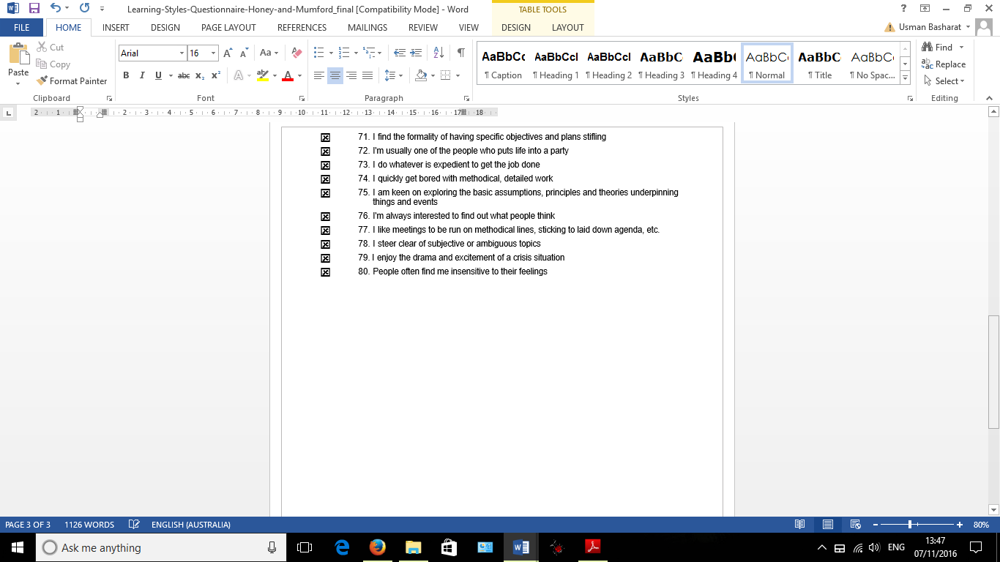 Learning-Styles-Questionnaire-Honey-and-Mumford_final [Compatibility Mode] - Word
TABLE TOOLS
FILE HOME INSERT DESIGN PAGE LAYOUT REFERENCES MAILINGS REVIEW VIEW DESIGN LAYOUT Usman Basharat
Paste
Cut
Copy
Format Painter
Arial 16
AaBbCc AaBbCcI AaBbCcI AaBbC AaBb( AaBbC AaBbC AaBbC
¶ Caption ¶ Heading 1 ¶ Heading 2 ¶ Heading 3 ¶ Heading 4 ¶ Normal ¶ Title ¶ No Spac...
Find
Replace
Select
Clipboard Font Paragraph Styles Editing
2 1 1 2 3 4 5 6 7 8 9 10 11 12 13 14 15 16 17 18
71. I find the formality of having specific objectives and plans stifling
72. I'm usually one of the people who puts life into a party
73. I do whatever is expedient to get the job done
74. I quickly get bored with methodical, detailed work
75. I am keen on exploring the basic assumptions, principles and theories underpinning
things and events
76. I'm always interested to find out what people think
77. I like meetings to be run on methodical lines, sticking to laid down agenda, etc.
78. I steer clear of subjective or ambiguous topics
79. I enjoy the drama and excitement of a crisis situation
80. People often find me insensitive to their feelings
PAGE 3 OF 3 1126 WORDS ENGLISH (AUSTRALIA) 80%
Ask me anything
ENG
13:47
07/11/2016